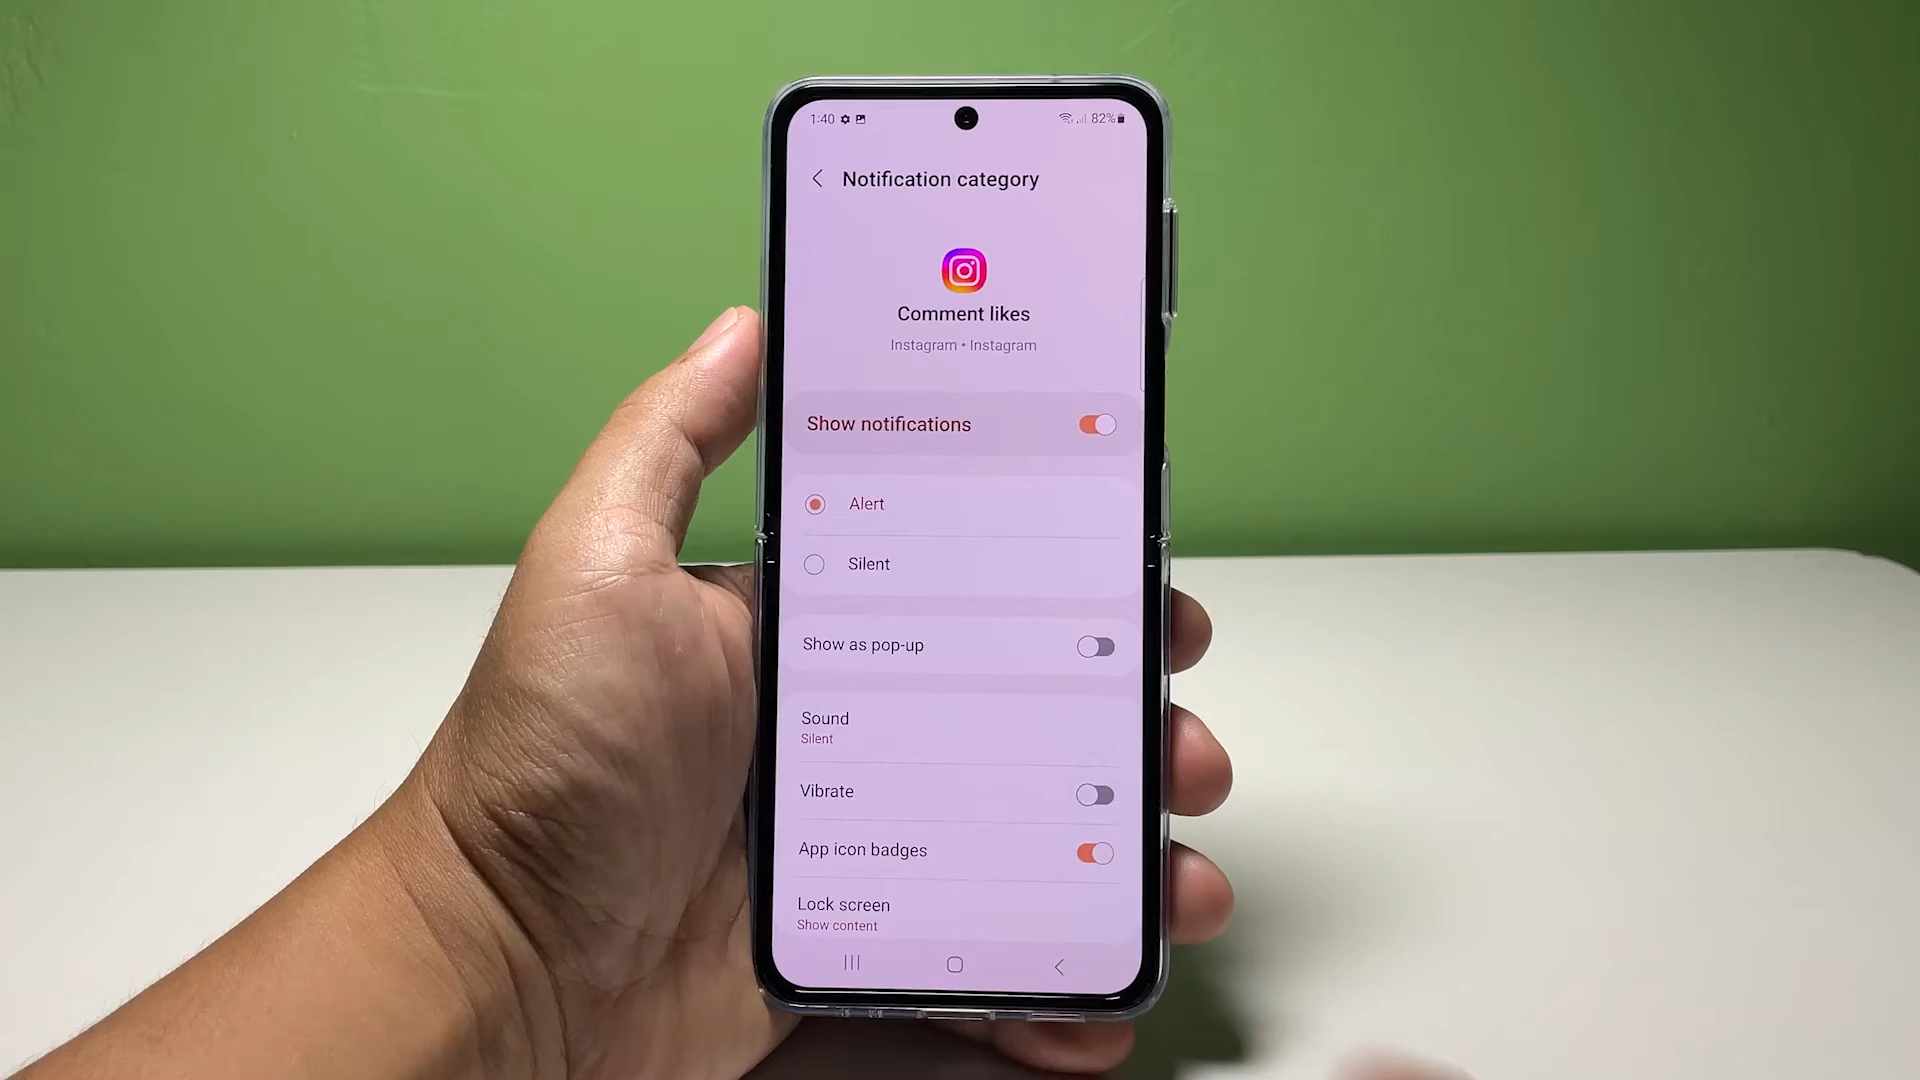 1:40 82%
Notification category
Comment likes
Instagram • Instagram
Show notifications
Alert
Silent
Show as pop-up
Sound
Silent
Vibrate
App icon badges
Lock screen
Show content